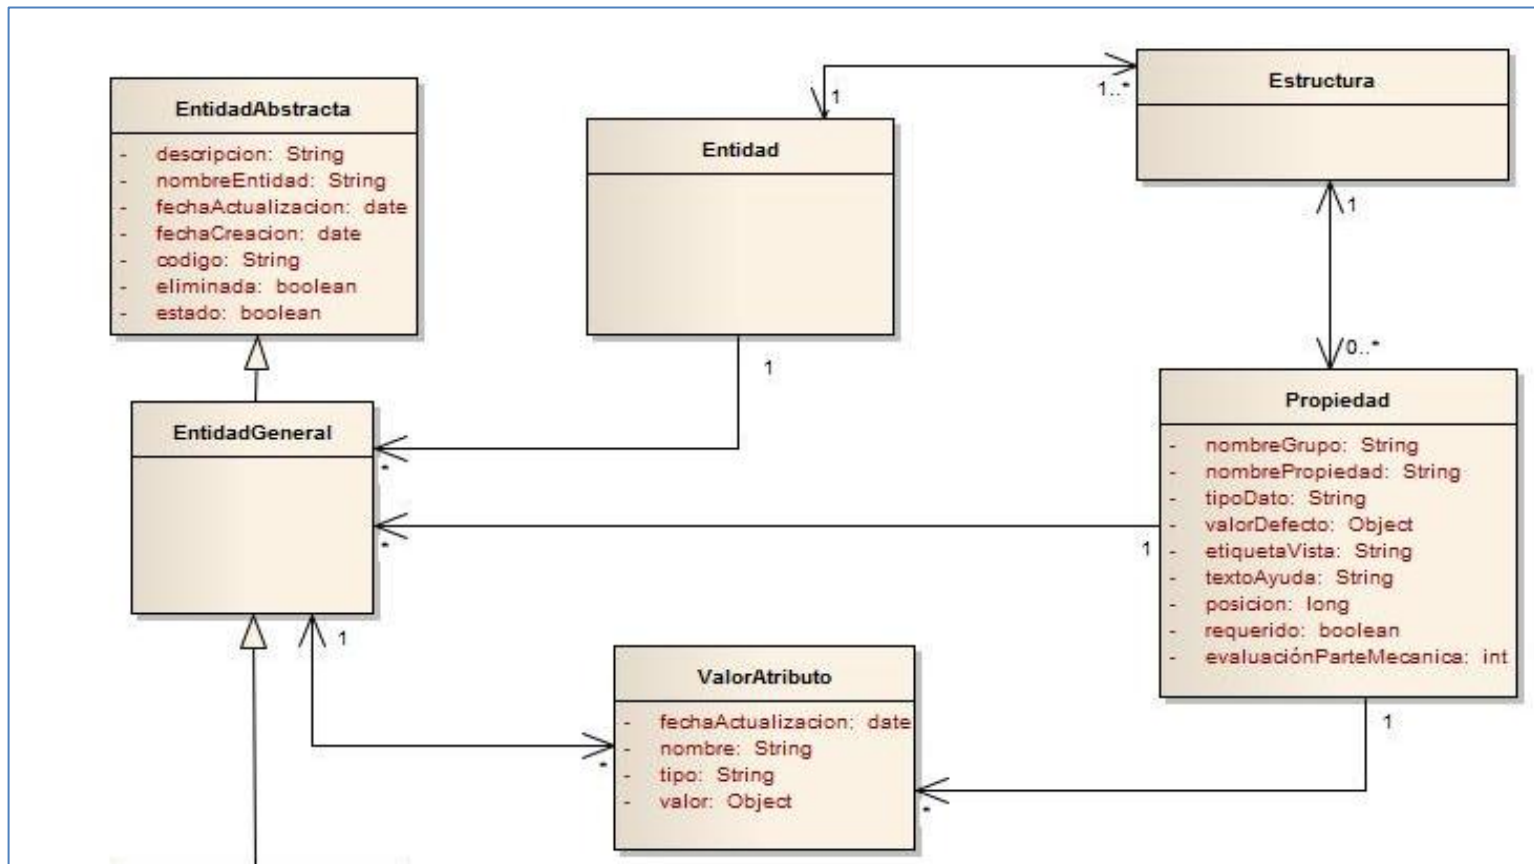 EntidadAbstracta
- descripcion: String
- nombreEntidad: String
- fechaActualizacion: date
- fechaCreacion: date
- codigo: String
- eliminada: boolean
- estado: boolean
Entidad
Estructura
1
1..*
1
0..*
1
*
EntidadGeneral
*
1
1
*
Propiedad
- nombreGrupo: String
- nombrePropiedad: String
- tipoDato: String
- valorDefecto: Object
- etiquetaVista: String
- textoAyuda: String
- posicion: long
- requerido: boolean
- evaluaciónParteMecanica: int
ValorAtributo
- fechaActualizacion: date
- nombre: String
- tipo: String
- valor: Object
1
*